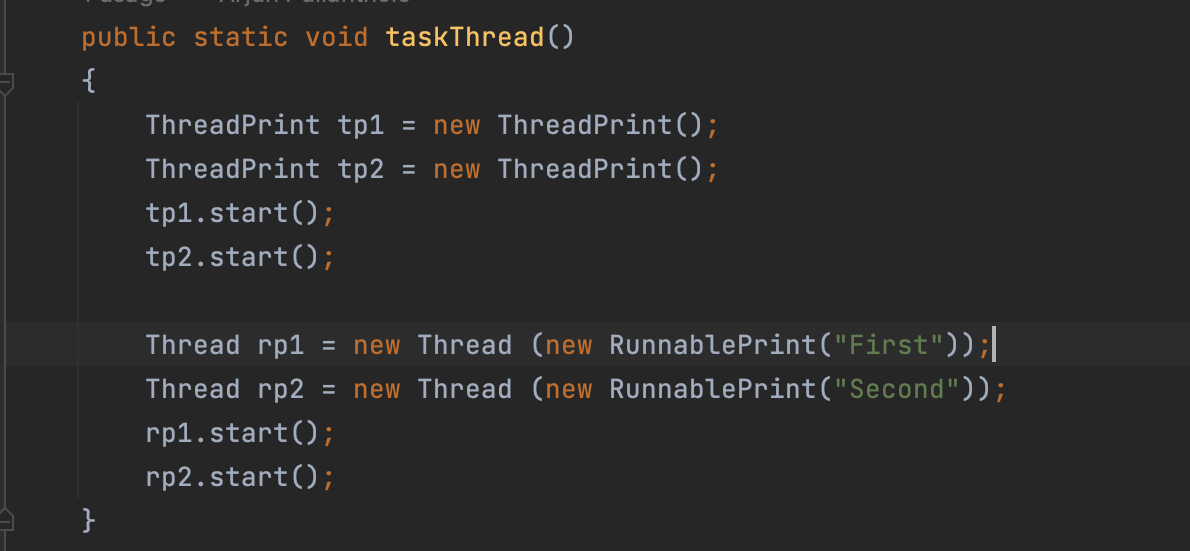 public static void taskThread()
{
ThreadPrint tp1 = new ThreadPrint();
ThreadPrint tp2 = new ThreadPrint();
tp1.start();
tp2.start();
Thread rp1 = new Thread (new RunnablePrint("First"));
Thread rp2 = new Thread (new RunnablePrint("Second"));
rp1.start();
rp2.start();
}